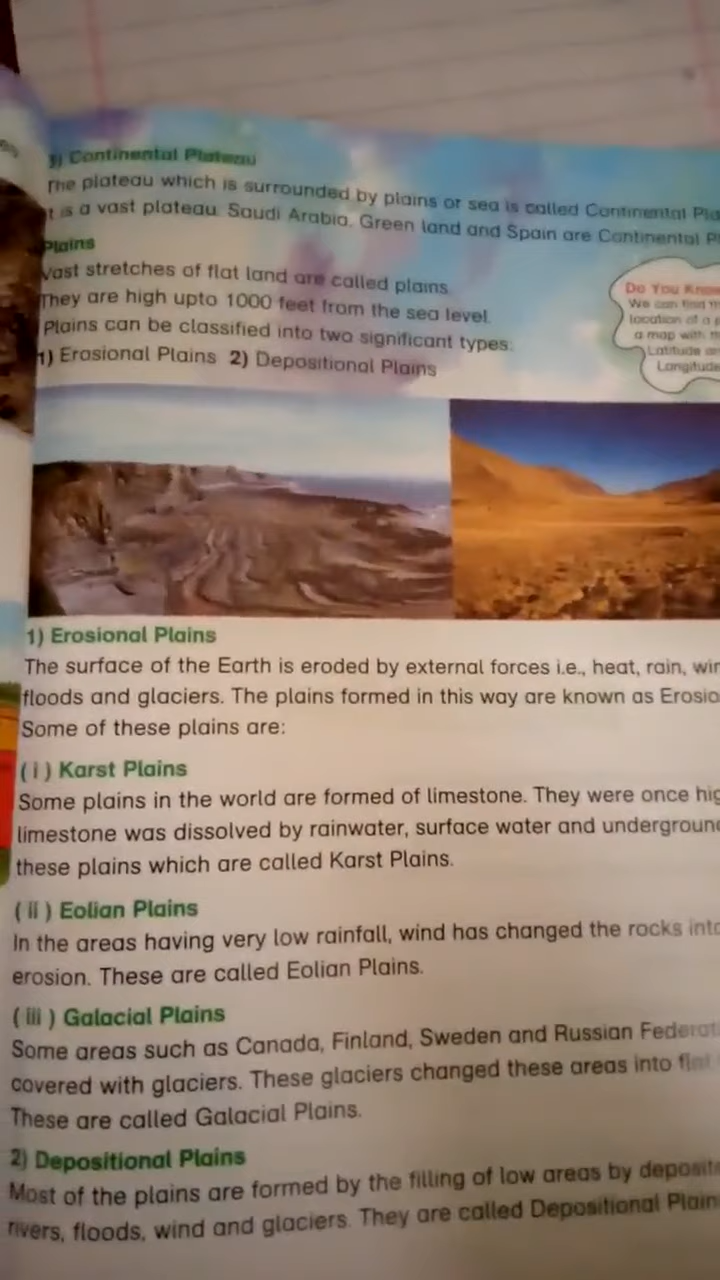 3) Continental Plateau
The plateau which is surrounded by plains or sea is called Continental
is a vast plateau. Saudi Arabia, Green land and Spain are Continental
Plains
Vast stretches of flat land are called plains.
They are high upto 1000 feet from the sea level.
Plains can be classified into two significant types:
1) Erosional Plains 2) Depositional Plains
Do You Know
We can find
location of a
a map with
Latitude
Longitude
1) Erosional Plains
The surface of the Earth is eroded by external forces i.e., heat, rain,
floods and glaciers. The plains formed in this way are known as
Some of these plains are:
( i ) Karst Plains
Some plains in the world are formed of limestone. They were once
limestone was dissolved by rainwater, surface water and
these plains which are called Karst Plains.
( ii ) Eolian Plains
In the areas having very low rainfall, wind has changed the rocks
erosion. These are called Eolian Plains.
( iii ) Galacial Plains
Some areas such as Canada, Finland, Sweden and Russian
covered with glaciers. These glaciers changed these areas into
These are called Galacial Plains.
2) Depositional Plains
Most of the plains are formed by the filling of low areas by
rivers, floods, wind and glaciers. They are called Depositional